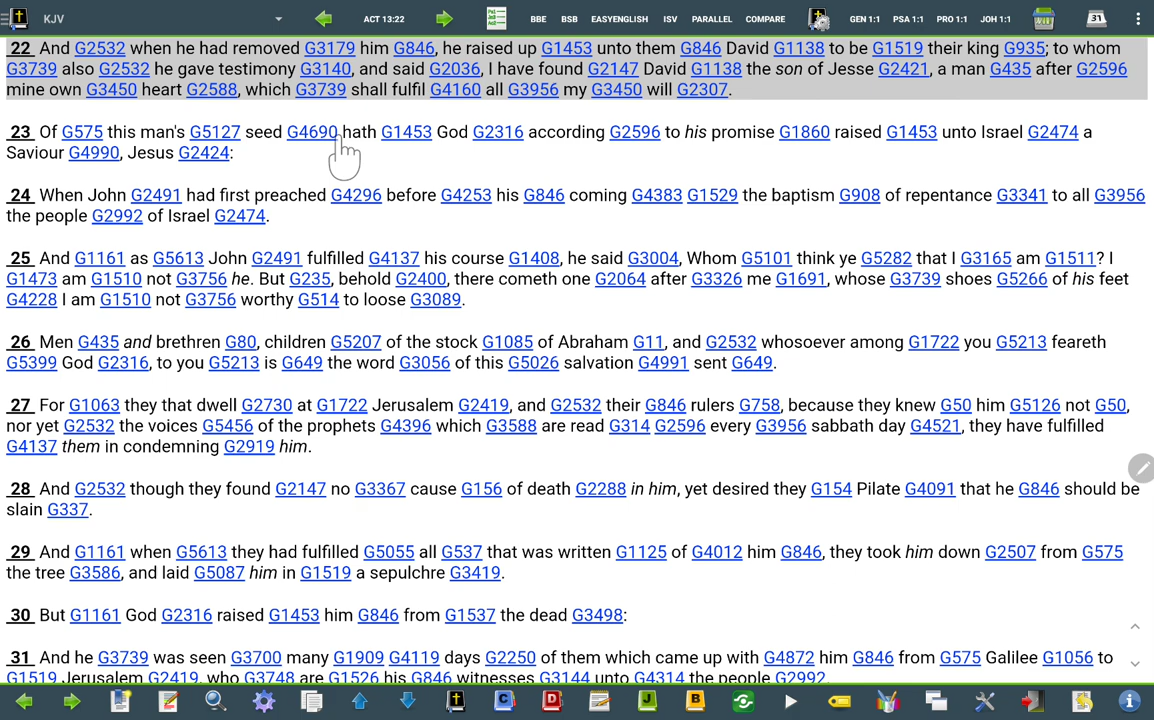 KJV ACT 13:22 BBE BSB EASYENGLISH ISV PARALLEL COMPARE GEN 1:1 PSA 1:1 PRO 1:1 JOH 1:1 31
22 And G2532 when he had removed G3179 him G846, he raised up G1453 unto them G846 David G1138 to be G1519 their king G935; to whom
G3739 also G2532 he gave testimony G3140, and said G2036, I have found G2147 David G1138 the son of Jesse G2421, a man G435 after G2596
mine own G3450 heart G2588, which G3739 shall fulfil G4160 all G3956 my G3450 will G2307.
23 Of G575 this man's G5127 seed G4690 hath G1453 God G2316 according G2596 to his promise G1860 raised G1453 unto Israel G2474 a
Saviour G4990, Jesus G2424:
24 When John G2491 had first preached G4296 before G4253 his G846 coming G4383 G1529 the baptism G908 of repentance G3341 to all G3956
the people G2992 of Israel G2474.
25 And G1161 as G5613 John G2491 fulfilled G4137 his course G1408, he said G3004, Whom G5101 think ye G5282 that I G3165 am G1511? I
G1473 am G1510 not G3756 he. But G235, behold G2400, there cometh one G2064 after G3326 me G1691, whose G3739 shoes G5266 of his feet
G4228 I am G1510 not G3756 worthy G514 to loose G3089.
26 Men G435 and brethren G80, children G5207 of the stock G1085 of Abraham G11, and G2532 whosoever among G1722 you G5213 feareth
G5399 God G2316, to you G5213 is G649 the word G3056 of this G5026 salvation G4991 sent G649.
27 For G1063 they that dwell G2730 at G1722 Jerusalem G2419, and G2532 their G846 rulers G758, because they knew G50 him G5126 not G50,
nor yet G2532 the voices G5456 of the prophets G4396 which G3588 are read G314 G2596 every G3956 sabbath day G4521, they have fulfilled
G4137 them in condemning G2919 him.
28 And G2532 though they found G2147 no G3367 cause G156 of death G2288 in him, yet desired they G154 Pilate G4091 that he G846 should be
slain G337.
29 And G1161 when G5613 they had fulfilled G5055 all G537 that was written G1125 of G4012 him G846, they took him down G2507 from G575
the tree G3586, and laid G5087 him in G1519 a sepulchre G3419.
30 But G1161 God G2316 raised G1453 him G846 from G1537 the dead G3498:
31 And he G3739 was seen G3700 many G1909 G4119 days G2250 of them which came up with G4872 him G846 from G575 Galilee G1056 to
G1519 Jerusalem G2419, who G3748 are G1526 his G846 witnesses G3144 unto G4314 the people G2992.